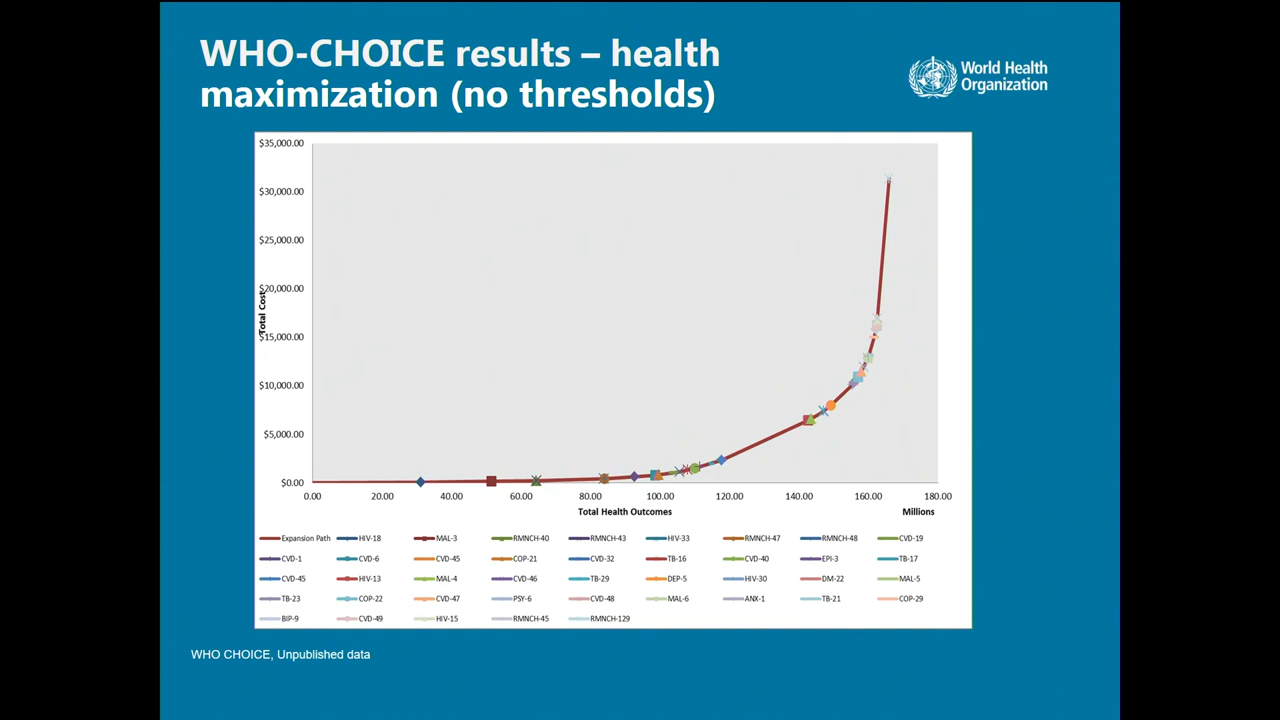 WHO-CHOICE results – health
maximization (no thresholds)
World Health
Organization
$35,000.00
$30,000.00
$25,000.00
$20,000.00
$15,000.00
$10,000.00
$5,000.00
$0.00
Total Cost
0.00 20.00 40.00 60.00 80.00 100.00 120.00 140.00 160.00 180.00
Total Health Outcomes
Millions
Expansion Path HIV-18 MAL-3 RMNCH-40 RMNCH-43 HIV-33 RMNCH-47 RMNCH-48 CVD-19
CVD-1 CVD-6 CVD-45 COP-21 CVD-32 TB-16 CVD-40 EPI-3 TB-17
CVD-45 HIV-13 MAL-4 CVD-46 TB-29 DEP-5 HIV-30 DM-22 MAL-5
TB-23 COP-22 CVD-47 PSY-6 CVD-48 MAL-6 ANX-1 TB-21 COP-29
BIP-9 CVD-49 HIV-15 RMNCH-45 RMNCH-129
WHO CHOICE, Unpublished data